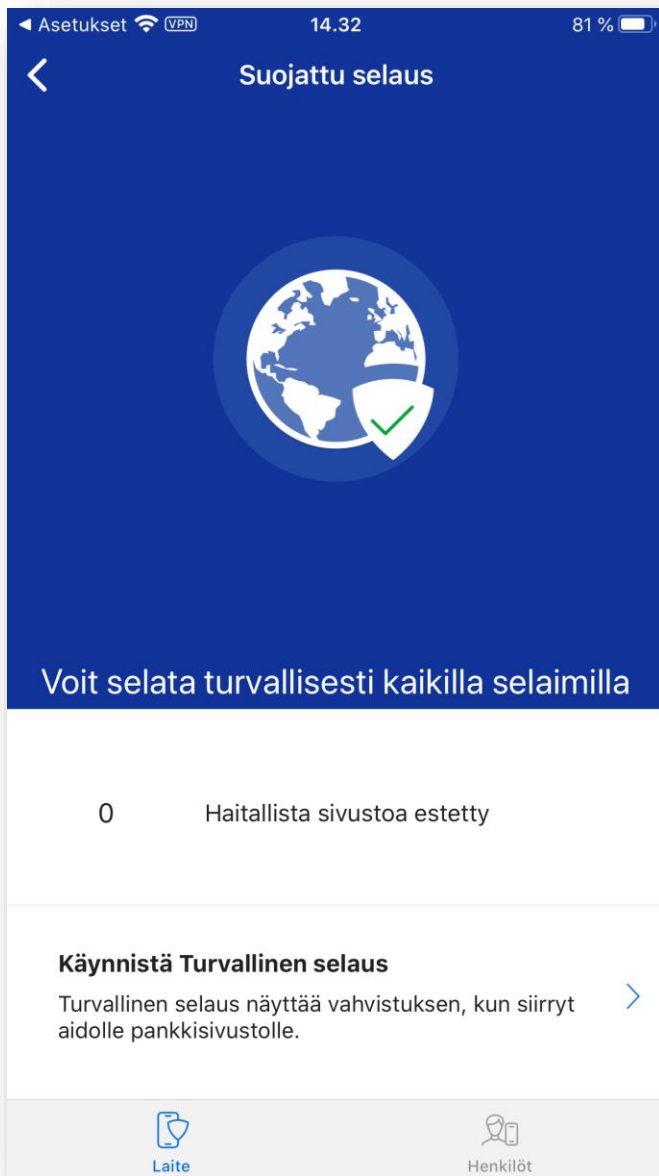 ◀ Asetukset VPN 14.32 81 %
Suojattu selaus
Voit selata turvallisesti kaikilla selaimilla
0 Haitallista sivustoa estetty
Käynnistä Turvallinen selaus
Turvallinen selaus näyttää vahvistuksen, kun siirryt
aidolle pankkisivustolle.
Laite Henkilöt